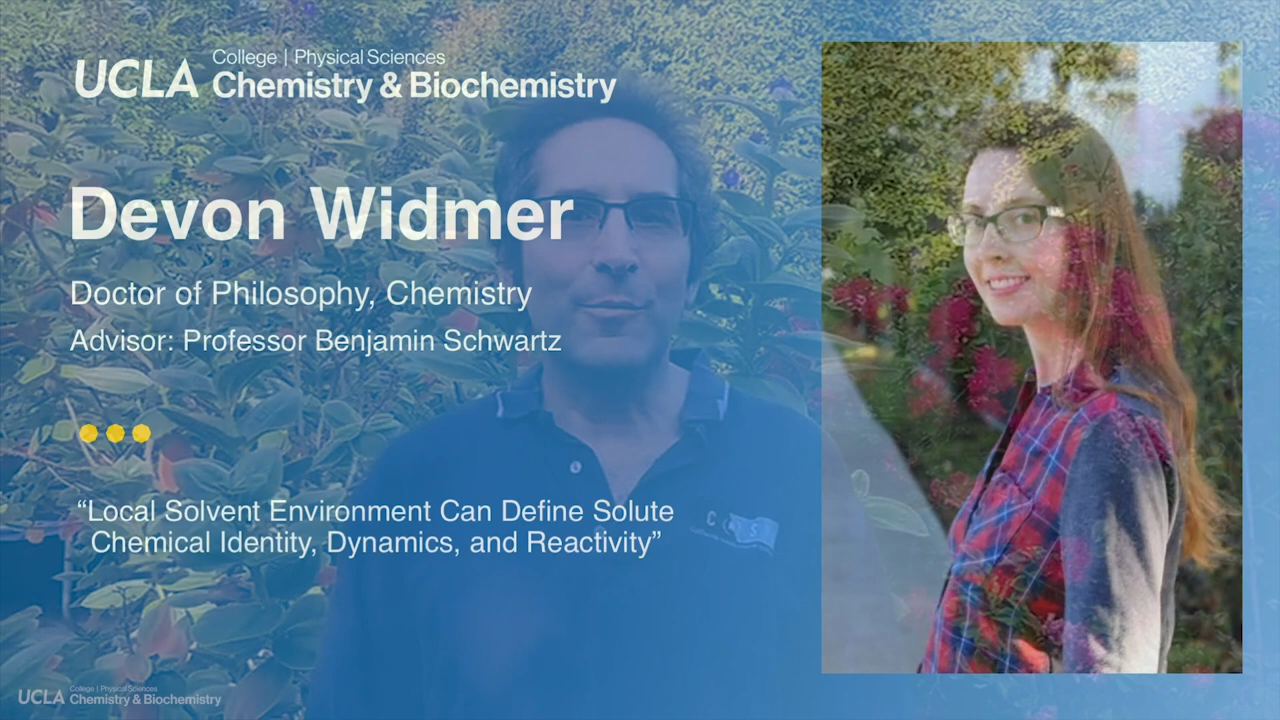 UCLA College | Physical Sciences
Chemistry & Biochemistry
Devon Widmer
Doctor of Philosophy, Chemistry
Advisor: Professor Benjamin Schwartz
“Local Solvent Environment Can Define Solute
Chemical Identity, Dynamics, and Reactivity”
UCLA College | Physical Sciences
Chemistry & Biochemistry